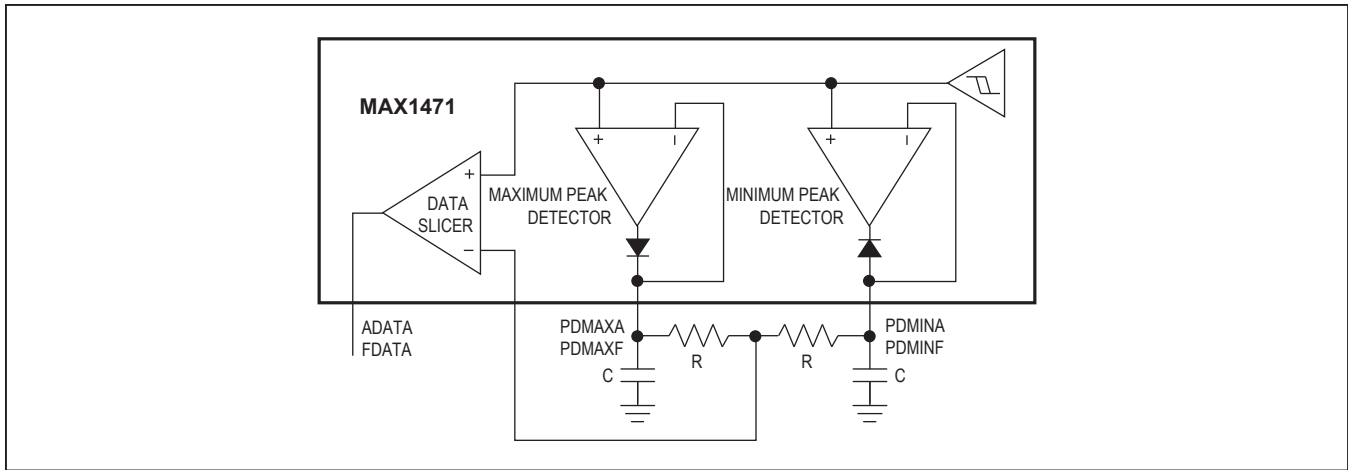 MAX1471
+
-
+
-
MAXIMUM PEAK
DETECTOR
MINIMUM PEAK
DETECTOR
+
DATA
SLICER
-
ADATA
FDATA
PDMAXA
PDMAXF
R
R
PDMINA
PDMINF
C
C